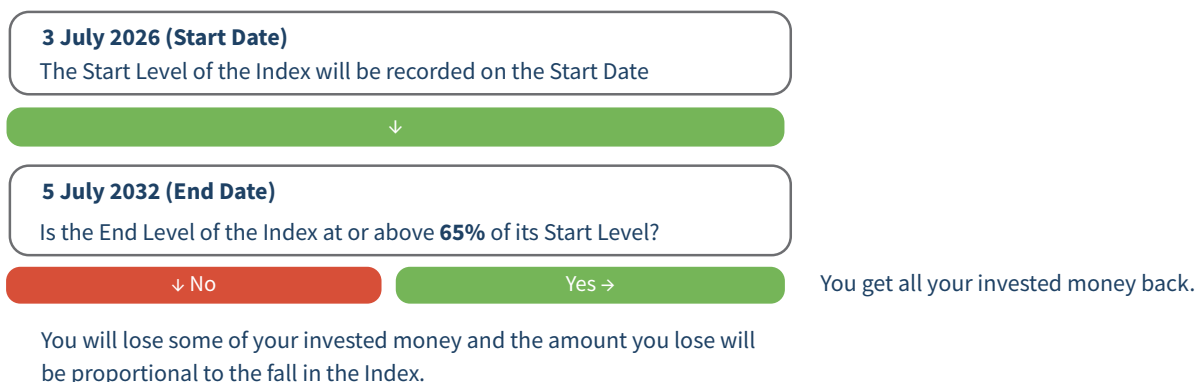 3 July 2026 (Start Date)
The Start Level of the Index will be recorded on the Start Date
↓
5 July 2032 (End Date)
Is the End Level of the Index at or above 65% of its Start Level?
↓ No
Yes →
You get all your invested money back.
You will lose some of your invested money and the amount you lose will
be proportional to the fall in the Index.